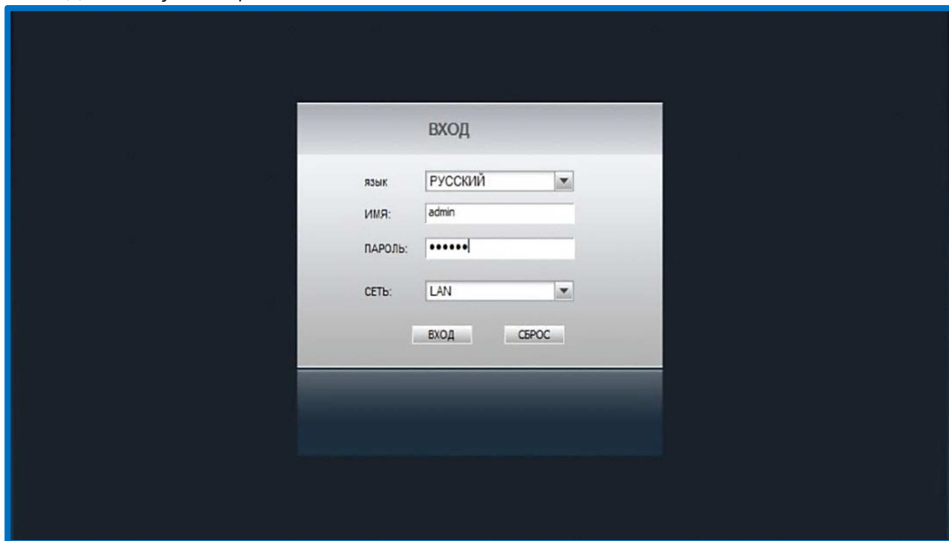 ВХОД
язык РУССКИЙ
ИМЯ: admin
ПАРОЛЬ: ••••••
СЕТЬ: LAN
ВХОД СБРОС